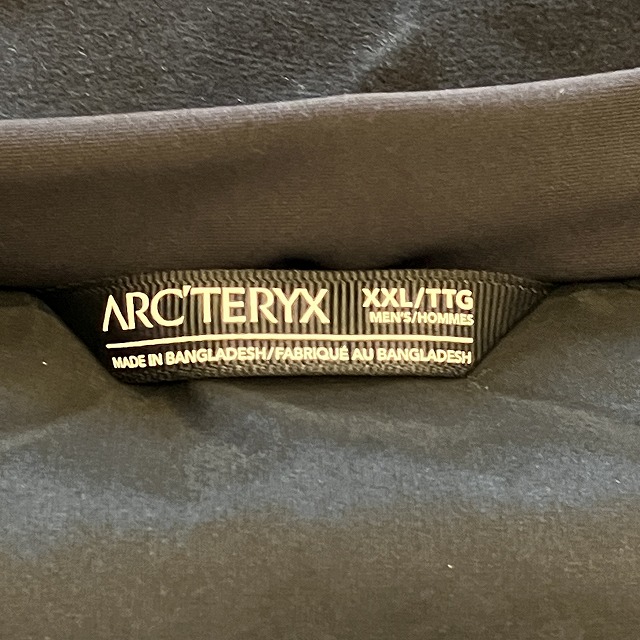 ARC'TERYX XXL/TTG
MEN'S/HOMMES
MADE IN BANGLADESH/FABRIQUÉ AU BANGLADESH